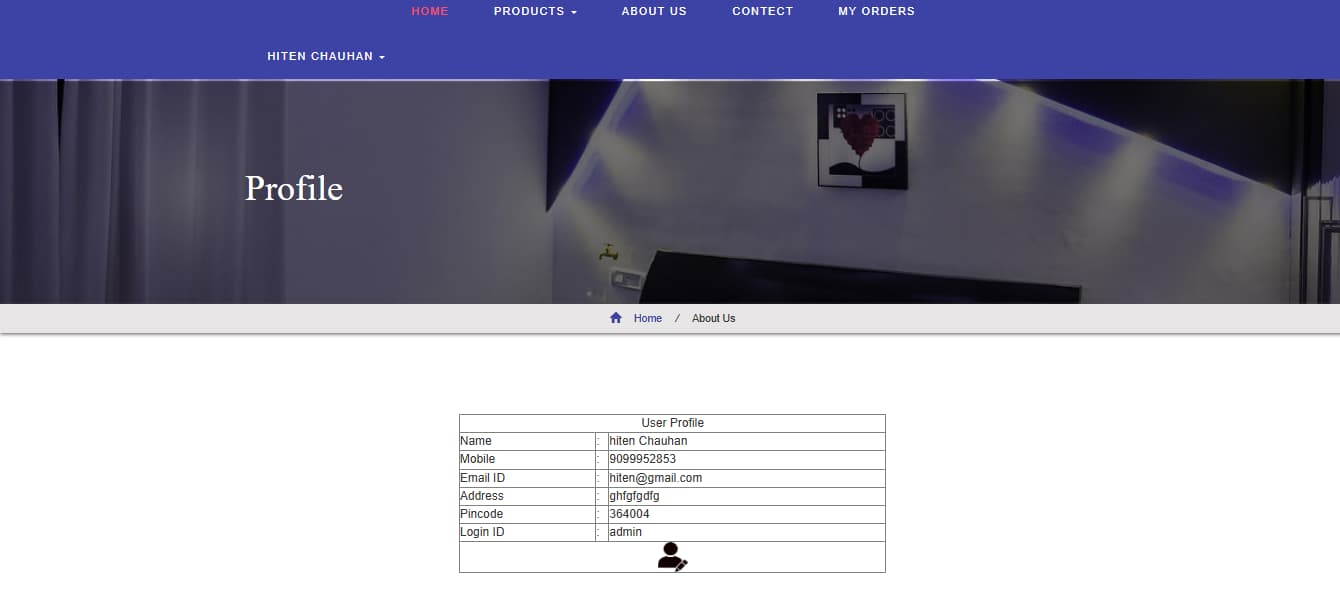 HOME PRODUCTS ABOUT US CONTECT MY ORDERS
HITEN CHAUHAN
Profile
Home / About Us
User Profile
Name : hiten Chauhan
Mobile : 9099952853
Email ID : hiten@gmail.com
Address : ghfgfgdfg
Pincode : 364004
Login ID : admin